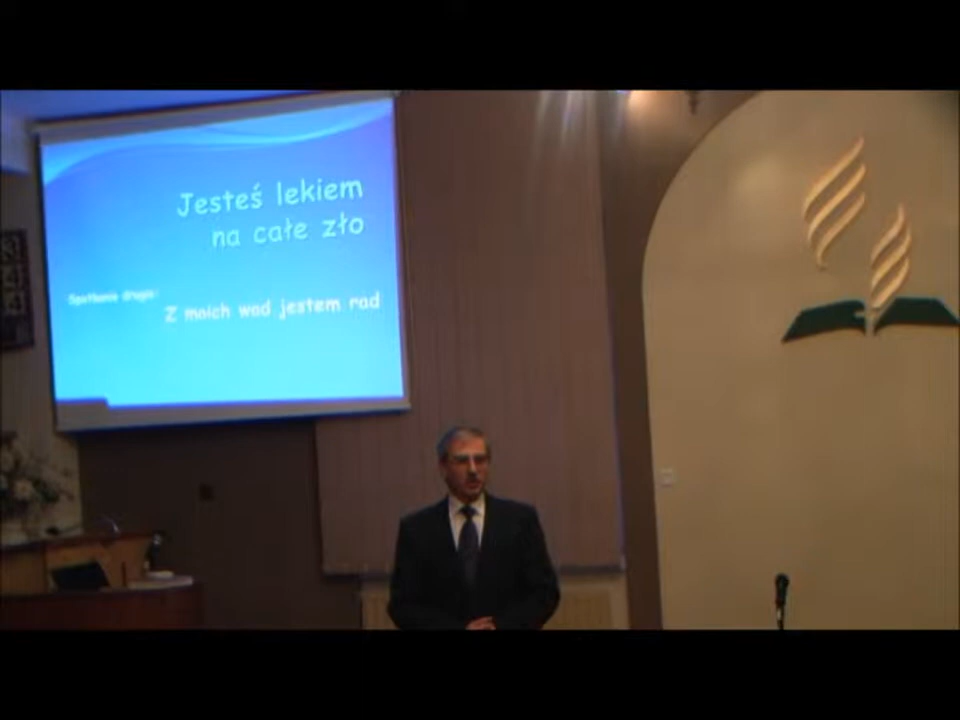 Jesteś lekiem
na całe zło
Spotkanie drugie:
Z moich wad jestem rad